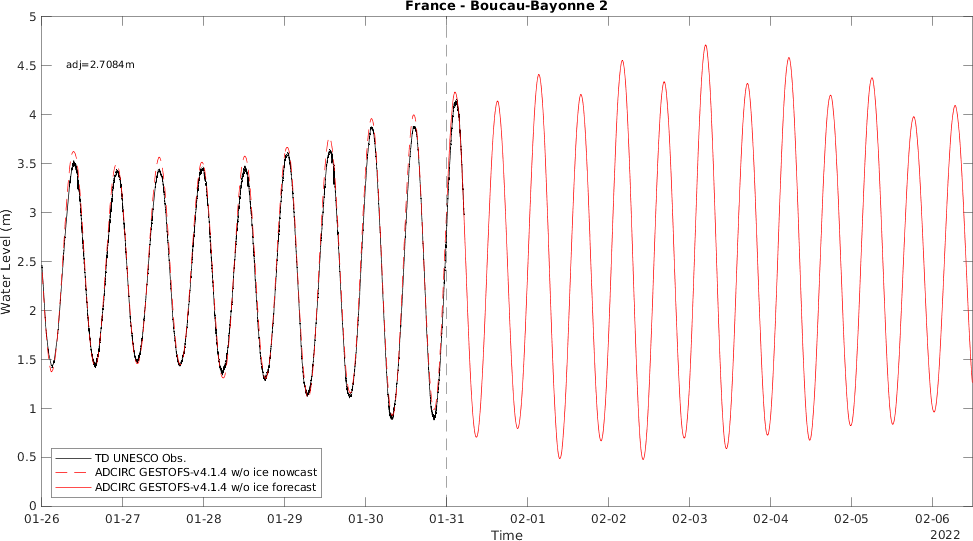 France - Boucau-Bayonne 2
5
4.5
4
3.5
3
2.5
2
1.5
1
0.5
0
Water Level (m)
adj=2.7084m
TD UNESCO Obs.
ADCIRC GESTOFS-v4.1.4 w/o ice nowcast
ADCIRC GESTOFS-v4.1.4 w/o ice forecast
01-26 01-27 01-28 01-29 01-30 01-31 02-01 02-02 02-03 02-04 02-05 02-06
Time
2022